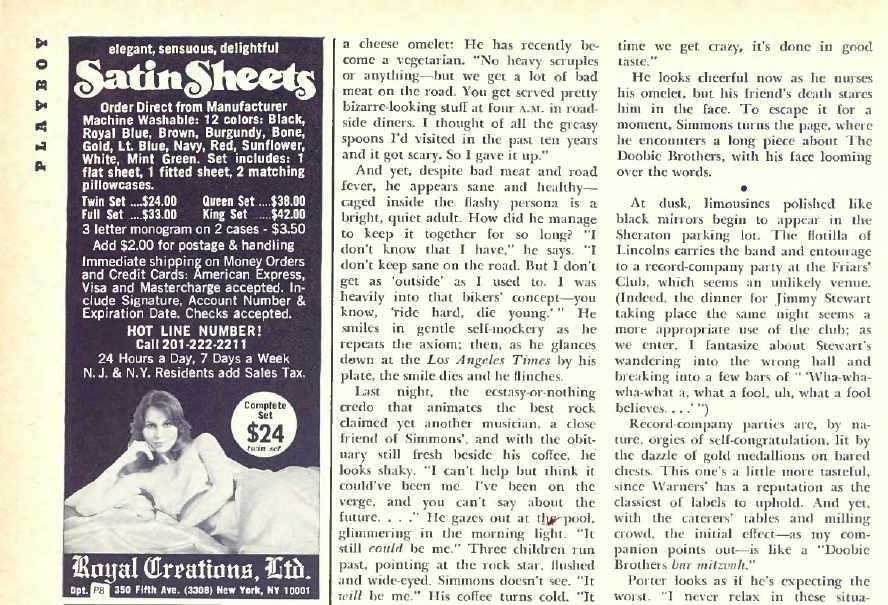 PLAYBOY
elegant, sensuous, delightful
Satin Sheets
Order Direct from Manufacturer
Machine Washable: 12 colors: Black,
Royal Blue, Brown, Burgundy, Bone,
Gold, Lt. Blue, Navy, Red, Sunflower,
White, Mint Green. Set includes: 1
flat sheet, 1 fitted sheet, 2 matching
pillowcases.
Twin Set ....$24.00 Queen Set ....$38.00
Full Set ....$33.00 King Set ....$42.00
3 letter monogram on 2 cases - $3.50
Add $2.00 for postage & handling
Immediate shipping on Money Orders
and Credit Cards: American Express,
Visa and Mastercharge accepted. In-
clude Signature, Account Number &
Expiration Date. Checks accepted.
HOT LINE NUMBER!
Call 201-222-2211
24 Hours a Day, 7 Days a Week
N.J. & N.Y. Residents add Sales Tax.
Complete
Set
$24
twin set
Royal Creations, Ltd.
Dpt. P8 350 Fifth Ave. (3308) New York, NY 10001
a cheese omelet: He has recently be-
come a vegetarian. "No heavy scruples
or anything—but we get a lot of bad
meat on the road. You get served pretty
bizarre-looking stuff at four A.M. in road-
side diners. I thought of all the greasy
spoons I'd visited in the past ten years
and it got scary. So I gave it up."
And yet, despite bad meat and road
fever, he appears sane and healthy—
caged inside the flashy persona is a
bright, quiet adult. How did he manage
to keep it together for so long? "I
don't know that I have," he says. "I
don't keep sane on the road. But I don't
get as 'outside' as I used to. I was
heavily into that bikers' concept—you
know, 'ride hard, die young.' " He
smiles in gentle self-mockery as he
repeats the axiom; then, as he glances
down at the Los Angeles Times by his
plate, the smile dies and he flinches.
Last night, the ecstasy-or-nothing
credo that animates the best rock
claimed yet another musician, a close
friend of Simmons', and with the obit-
uary still fresh beside his coffee, he
looks shaky. "I can't help but think it
could've been me. I've been on the
verge, and you can't say about the
future. . . ." He gazes out at the pool,
glimmering in the morning light. "It
still could be me." Three children run
past, pointing at the rock star, flushed
and wide-eyed. Simmons doesn't see. "It
will be me." His coffee turns cold. "It
time we get crazy, it's done in good
taste."
He looks cheerful now as he nurses
his omelet, but his friend's death stares
him in the face. To escape it for a
moment, Simmons turns the page, where
he encounters a long piece about The
Doobie Brothers, with his face looming
over the words.
•
At dusk, limousines polished like
black mirrors begin to appear in the
Sheraton parking lot. The flotilla of
Lincolns carries the band and entourage
to a record-company party at the Friars'
Club, which seems an unlikely venue.
(Indeed, the dinner for Jimmy Stewart
taking place the same night seems a
more appropriate use of the club; as
we enter, I fantasize about Stewart's
wandering into the wrong hall and
breaking into a few bars of " 'Wha-wha-
wha-what a, what a fool, uh, what a fool
believes. . . .' ")
Record-company parties are, by na-
ture, orgies of self-congratulation, lit by
the dazzle of gold medallions on bared
chests. This one's a little more tasteful,
since Warners' has a reputation as the
classiest of labels to uphold. And yet,
with the caterers' tables and milling
crowd, the initial effect—as my com-
panion points out—is like a "Doobie
Brothers bar mitzvah."
Porter looks as if he's expecting the
worst. "I never relax in these situa-